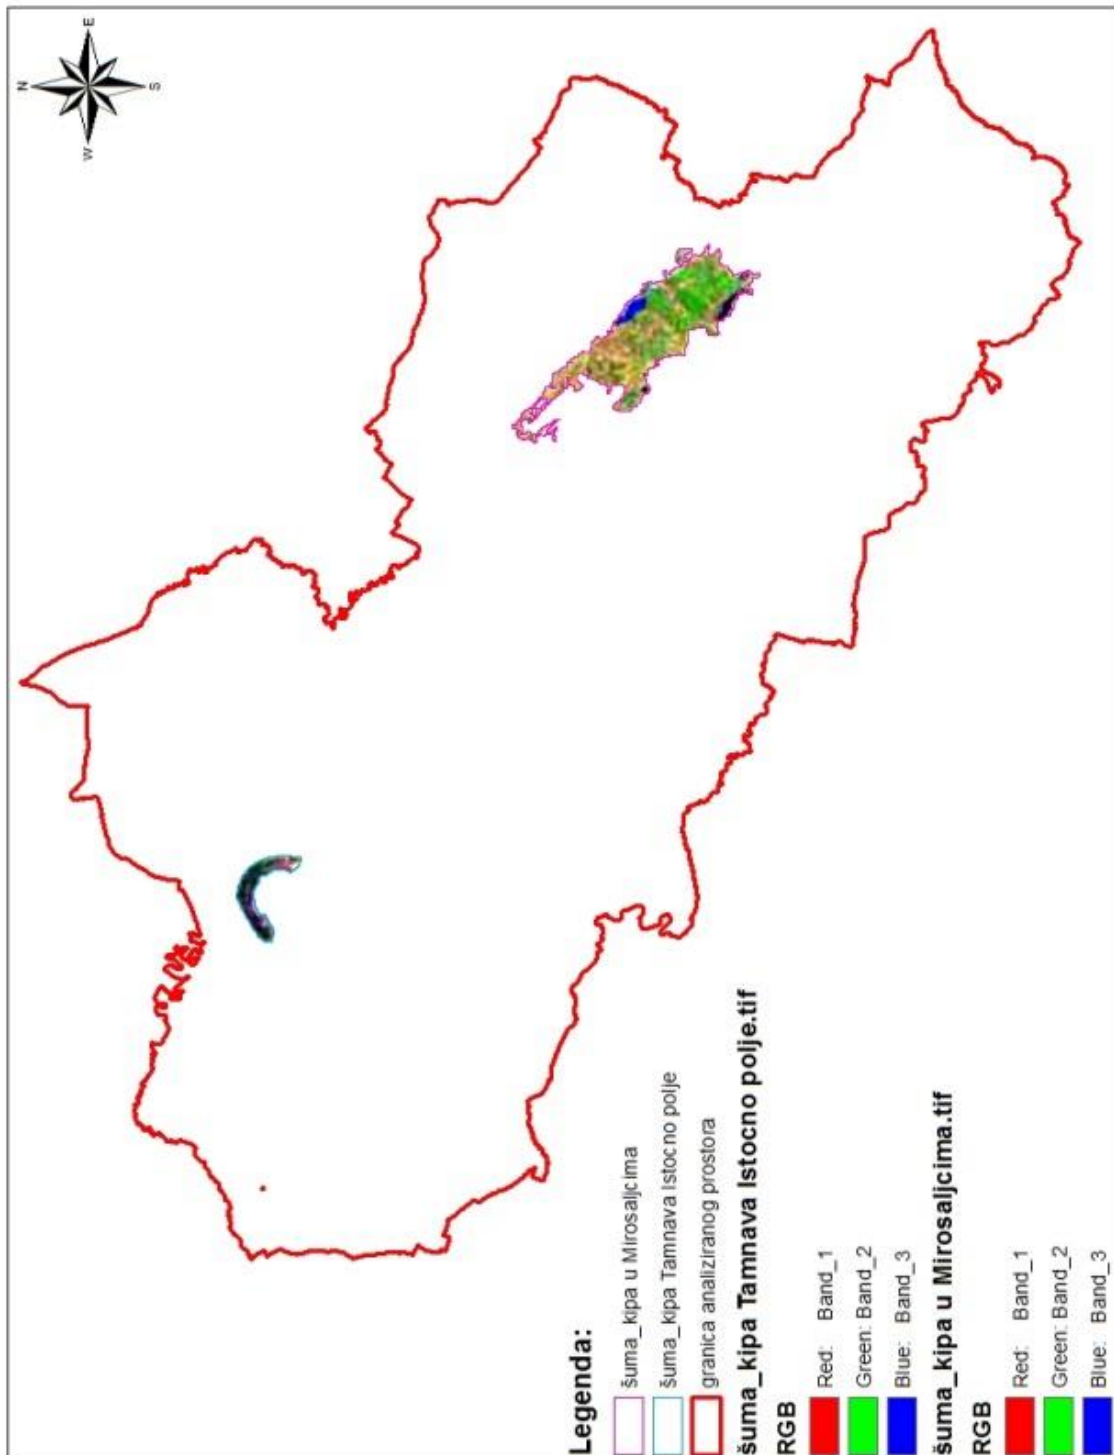 N
E
S
W
Legenda:
šuma_kipa u Mirosaljcima
šuma_kipa Tamnava Istocno polje
granica analiziranog prostora
šuma_kipa Tamnava Istocno polje.tif
RGB
Red: Band_1
Green: Band_2
Blue: Band_3
šuma_kipa u Mirosaljcima.tif
RGB
Red: Band_1
Green: Band_2
Blue: Band_3